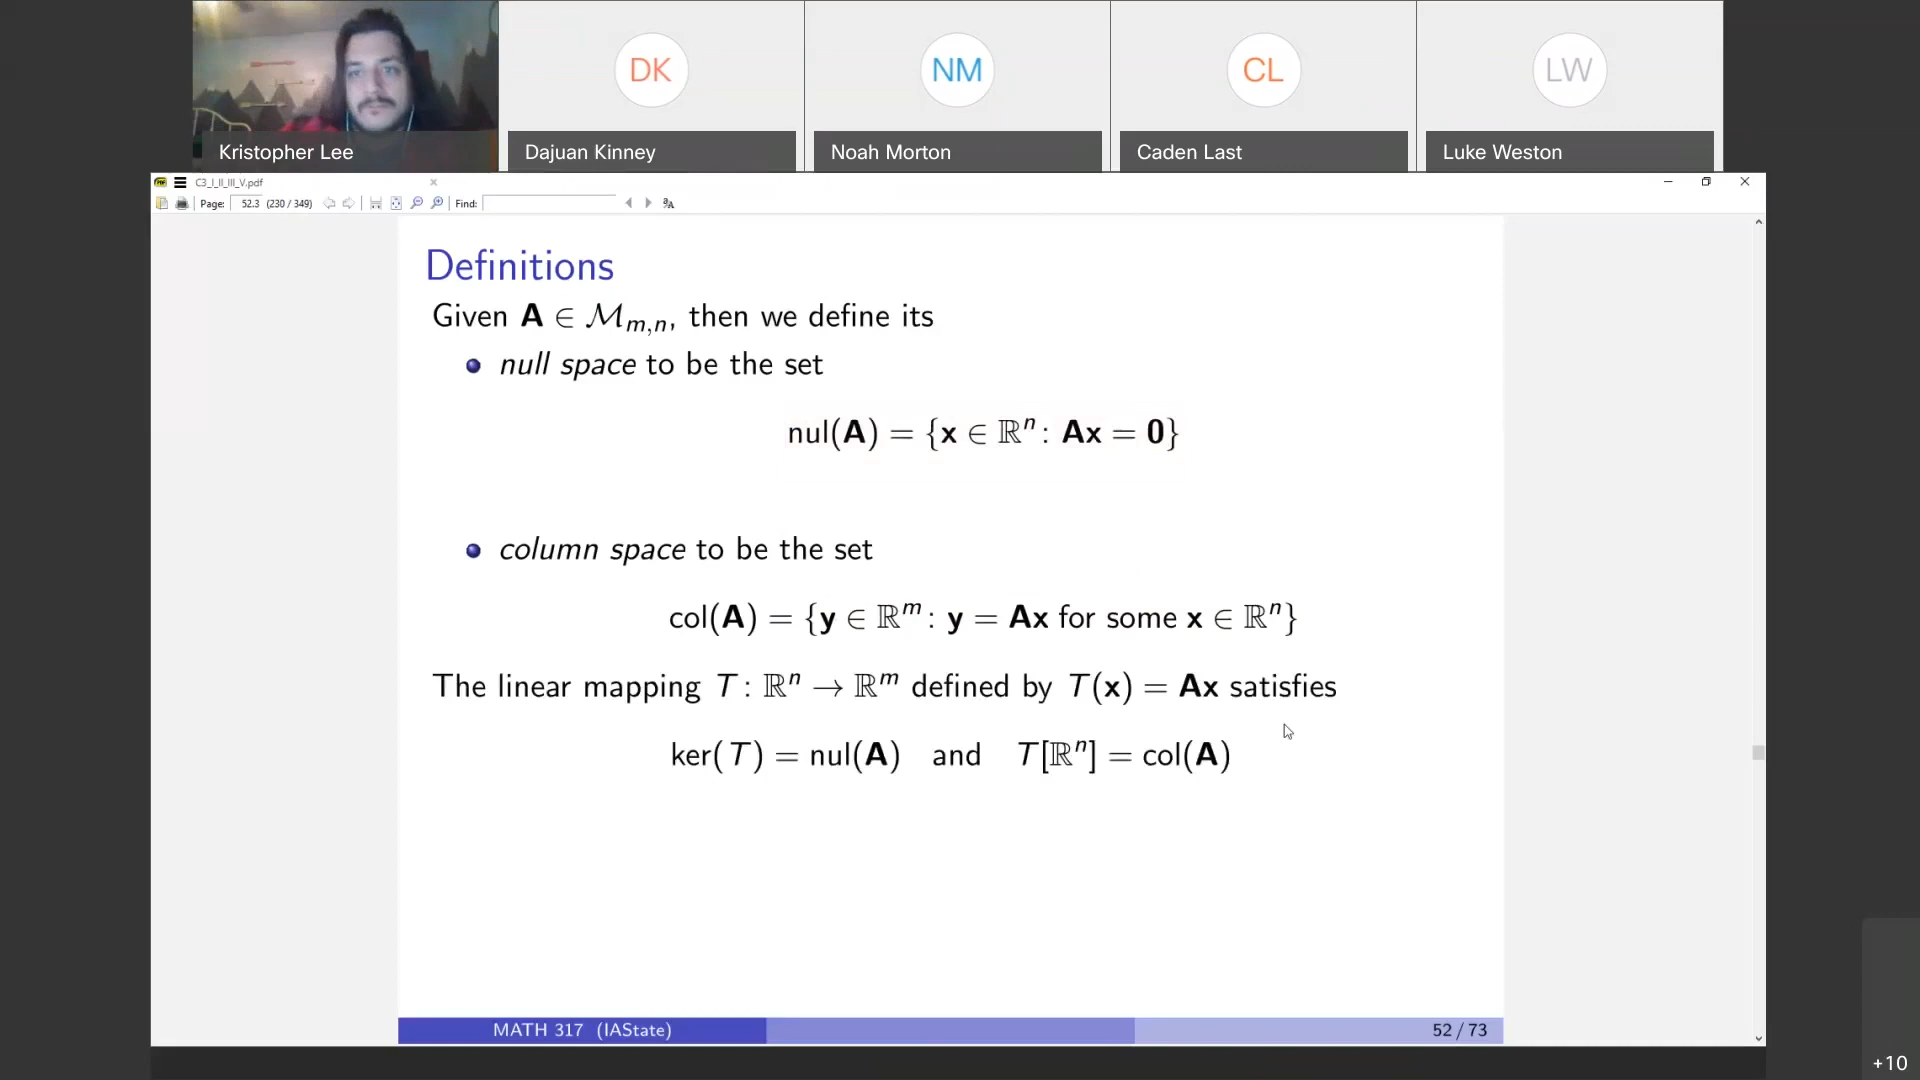 DK
NM
CL
LW
Kristopher Lee
Dajuan Kinney
Noah Morton
Caden Last
Luke Weston
C3_I_II_III_V.pdf
Page: 52.3 (230 / 349) Find:
Definitions
Given A ∈ ℳm,n, then we define its
null space to be the set
nul(A) = {x ∈ ℝⁿ : Ax = 0}
column space to be the set
col(A) = {y ∈ ℝᵐ : y = Ax for some x ∈ ℝⁿ}
The linear mapping T : ℝⁿ → ℝᵐ defined by T(x) = Ax satisfies
ker(T) = nul(A) and T[ℝⁿ] = col(A)
MATH 317 (IAState) 52 / 73
+10